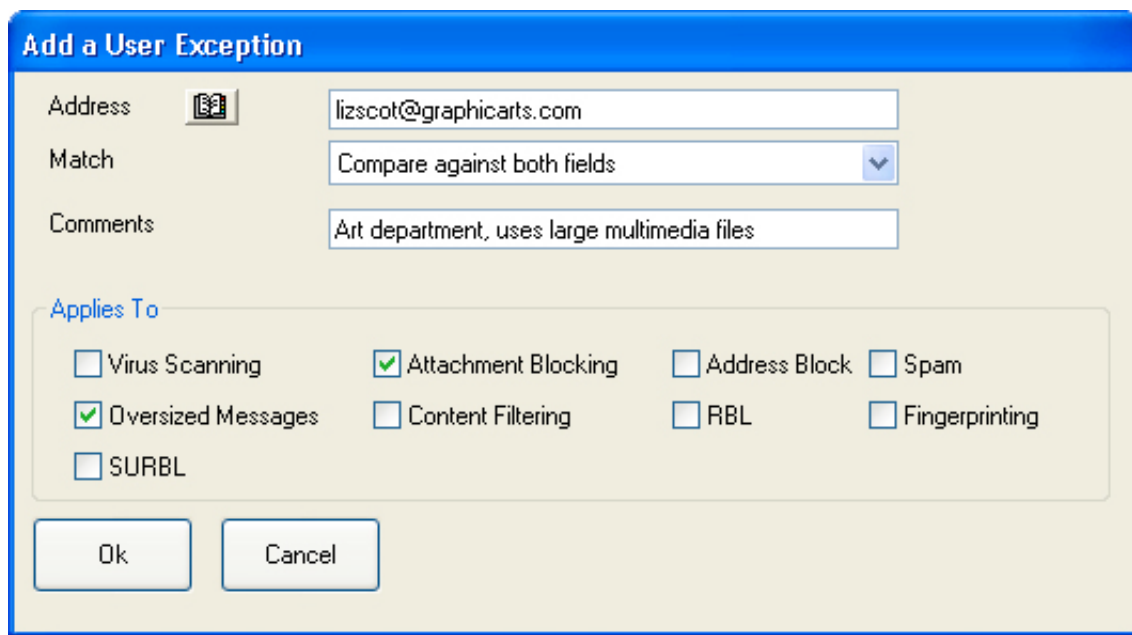 Add a User Exception
Address lizscot@graphicarts.com
Match Compare against both fields
Comments Art department, uses large multimedia files
Applies To
Virus Scanning Attachment Blocking Address Block Spam
Oversized Messages Content Filtering RBL Fingerprinting
SURBL
Ok Cancel